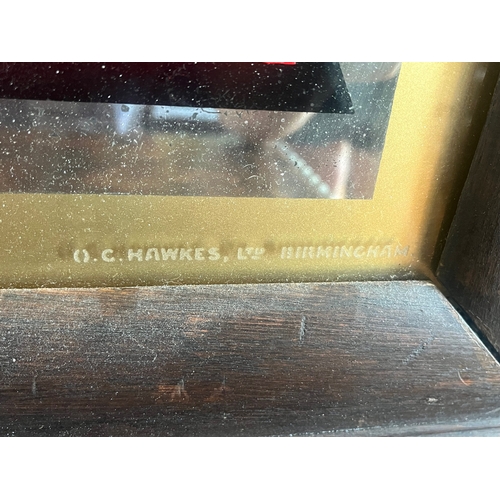 O.C. HAWKES, LTD BIRMINGHAM